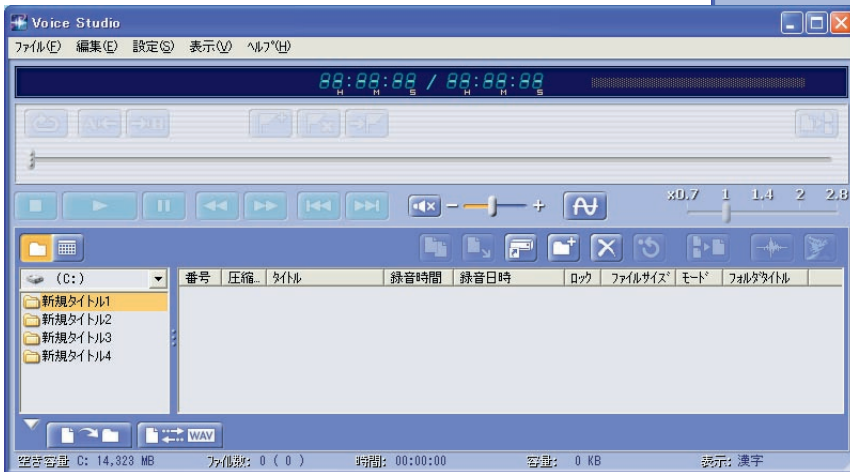 Voice Studio
ファイル(F) 編集(E) 設定(S) 表示(V) ヘルプ(H)
88:88:88 / 88:88:88
H M S H M S
x0.7 1 1.4 2 2.8
(C:) 番号 圧縮... タイトル 録音時間 録音日時 ロック ファイルサイズ モード フォルダタイトル
新規タイトル1
新規タイトル2
新規タイトル3
新規タイトル4
WAV
空き容量 C: 14,323 MB ファイル数: 0 ( 0 ) 時間: 00:00:00 容量: 0 KB 表示: 漢字